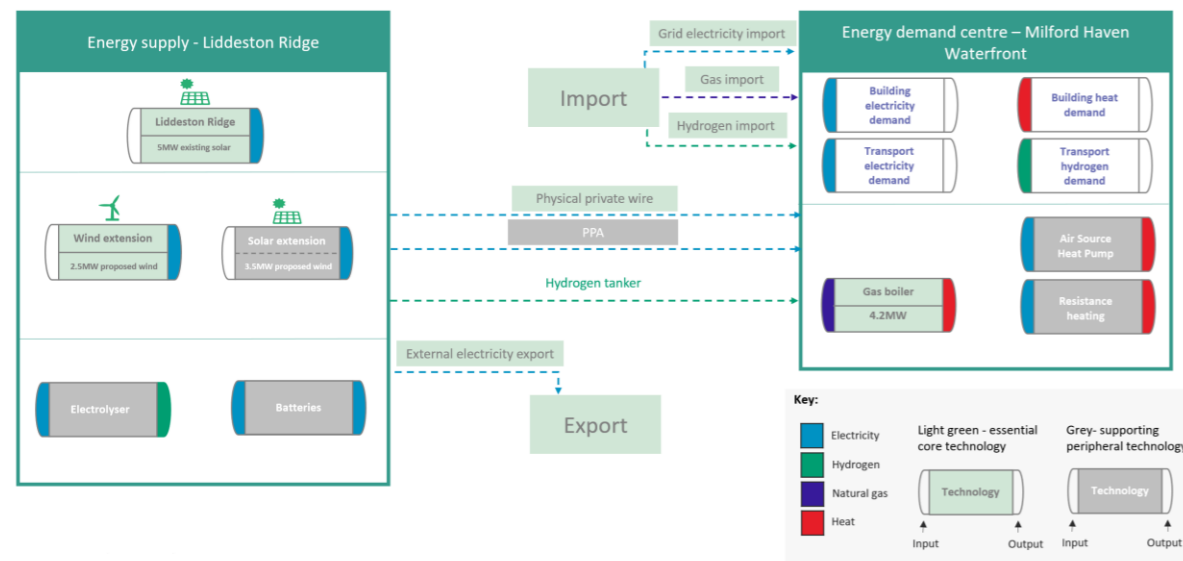 Energy supply - Liddeston Ridge
Liddeston Ridge
5MW existing solar
Wind extension
2.5MW proposed wind
Solar extension
3.5MW proposed wind
Electrolyser
Batteries
Grid electricity import
Import
Gas import
Hydrogen import
Physical private wire
PPA
Hydrogen tanker
External electricity export
Export
Energy demand centre – Milford Haven
Waterfront
Building
electricity
demand
Building heat
demand
Transport
electricity
demand
Transport
hydrogen
demand
Air Source
Heat Pump
Gas boiler
4.2MW
Resistance
heating
Key:
Electricity
Hydrogen
Natural gas
Heat
Light green - essential
core technology
Technology
Input
Output
Grey- supporting
peripheral technology
Technology
Input
Output